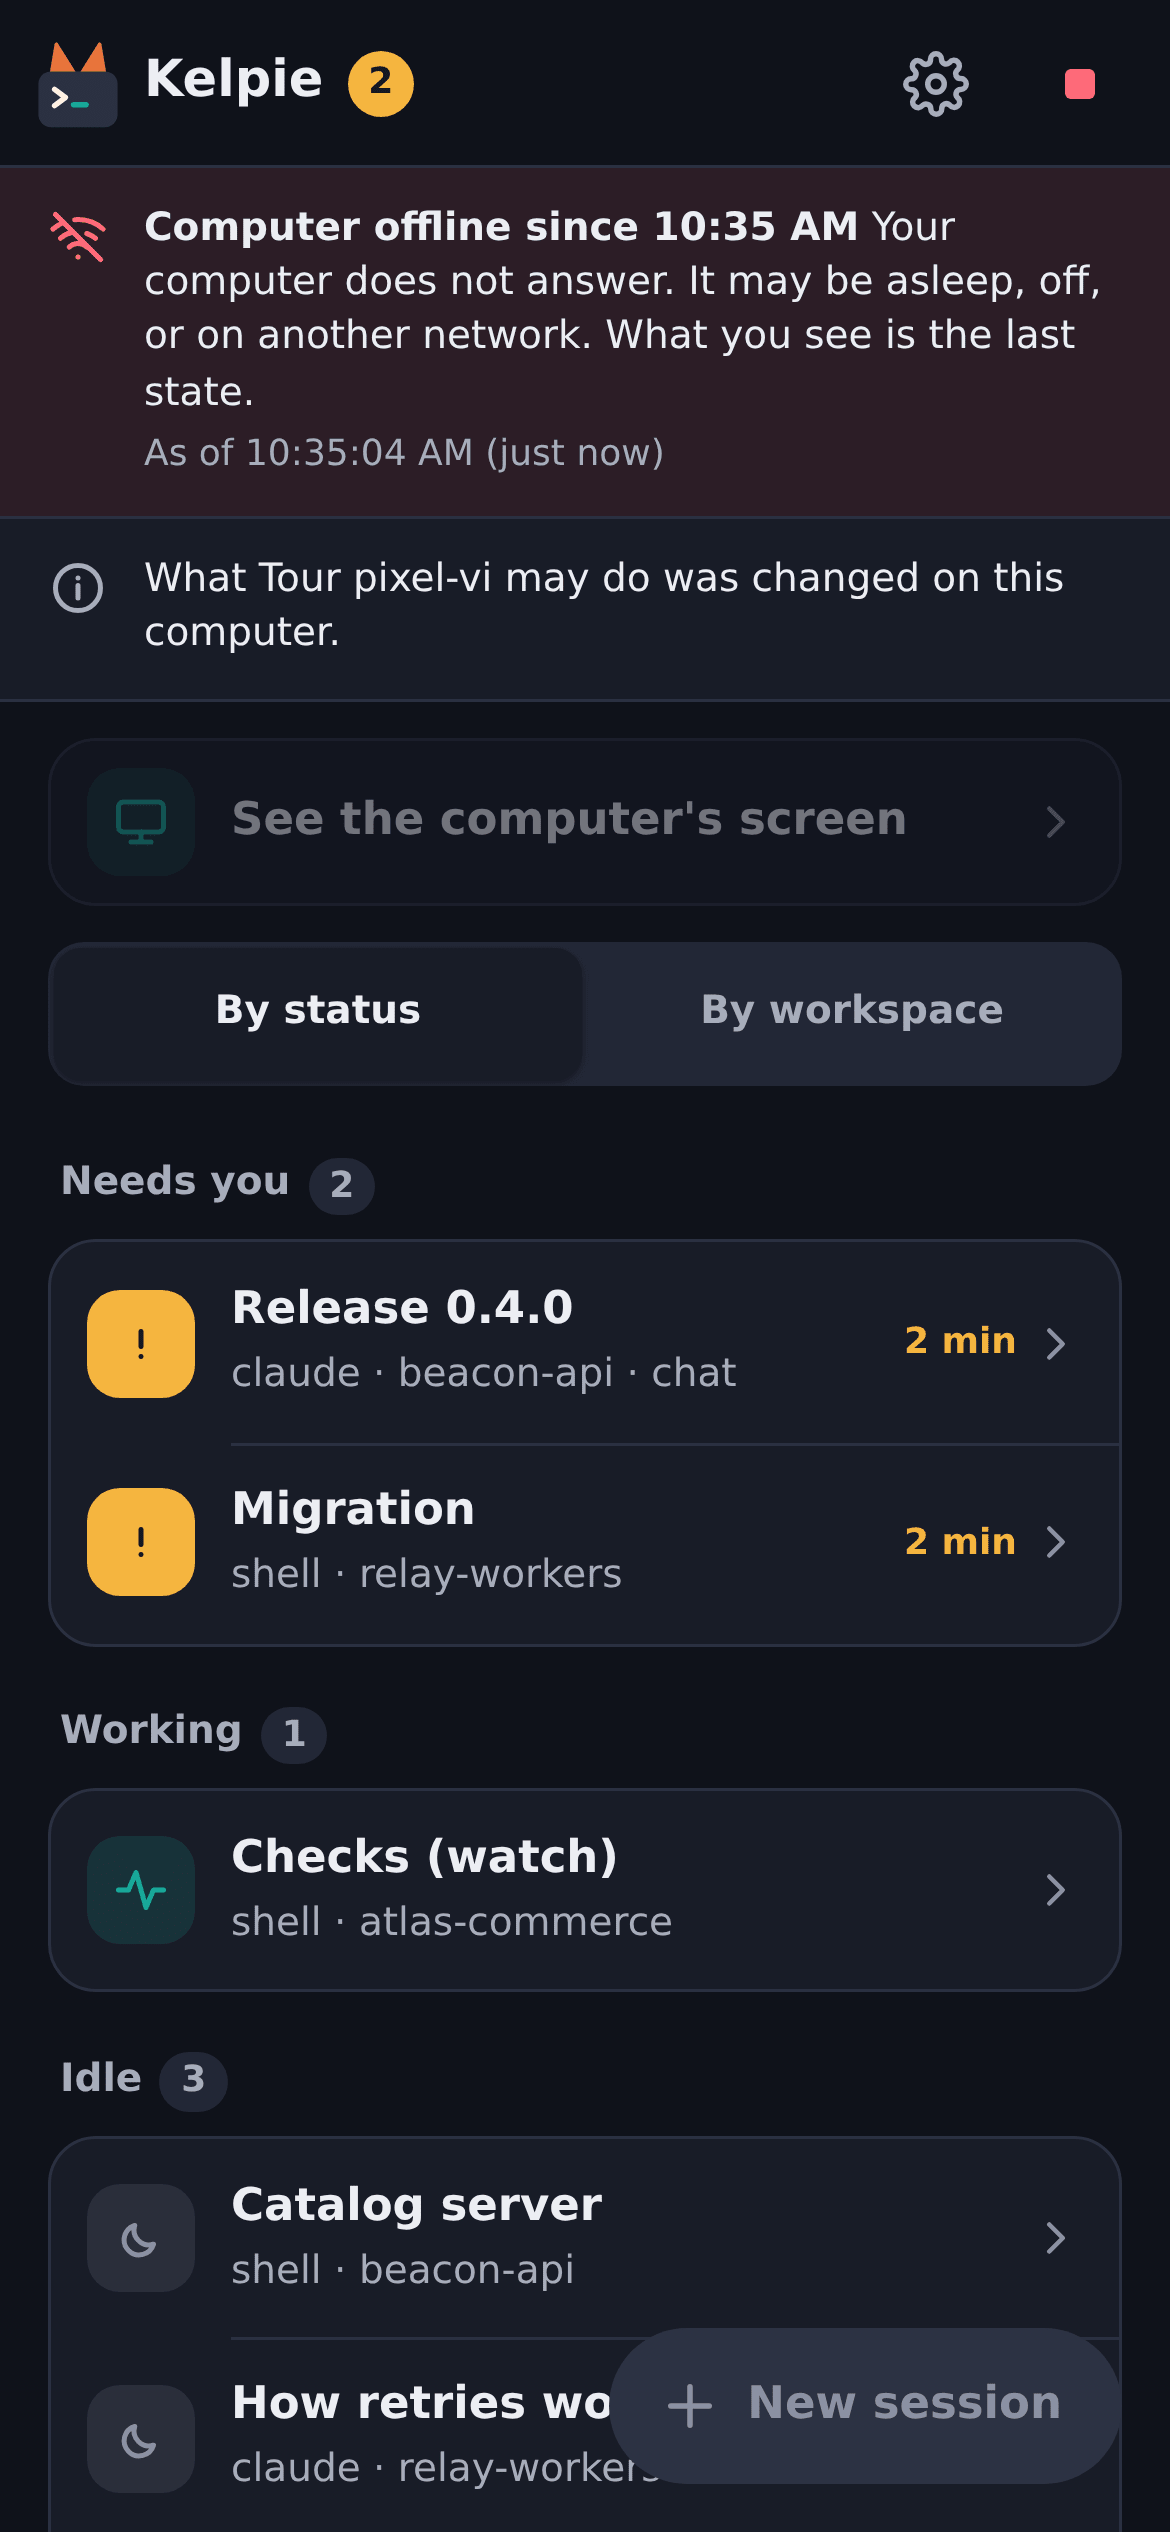 Kelpie 2
Computer offline since 10:35 AM Your
computer does not answer. It may be asleep, off,
or on another network. What you see is the last
state.
As of 10:35:04 AM (just now)
What Tour pixel-vi may do was changed on this
computer.
See the computer's screen
By status
By workspace
Needs you 2
Release 0.4.0
claude · beacon-api · chat
2 min
Migration
shell · relay-workers
2 min
Working 1
Checks (watch)
shell · atlas-commerce
Idle 3
Catalog server
shell · beacon-api
How retries wo
claude · relay-workers
New session